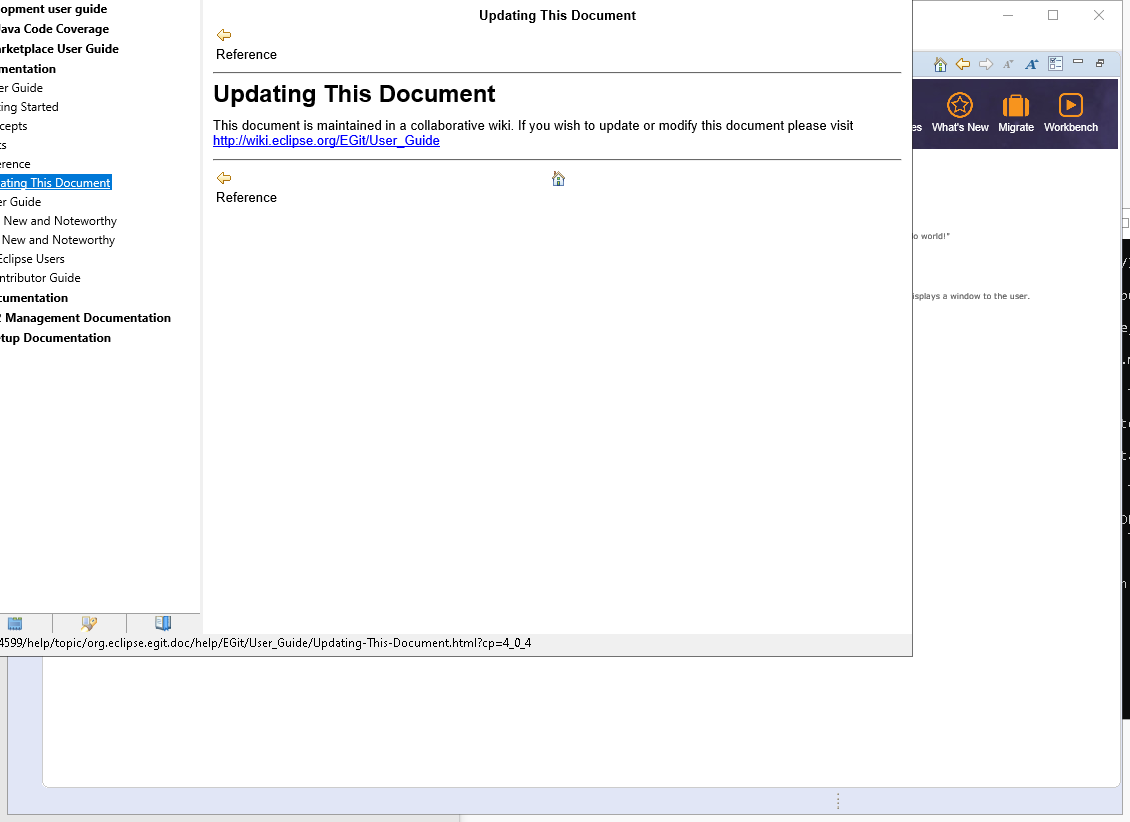 opment user guide
Java Code Coverage
arketplace User Guide
mentation
er Guide
ing Started
cepts
ts
erence
ating This Document
er Guide
New and Noteworthy
New and Noteworthy
Eclipse Users
ntributor Guide
cumentation
2 Management Documentation
tup Documentation
Updating This Document
Reference
Updating This Document
This document is maintained in a collaborative wiki. If you wish to update or modify this document please visit
http://wiki.eclipse.org/EGit/User_Guide
Reference
4599/help/topic/org.eclipse.egit.doc/help/EGit/User_Guide/Updating-This-Document.html?cp=4_0_4
es What's New Migrate Workbench
o world!"
isplays a window to the user.